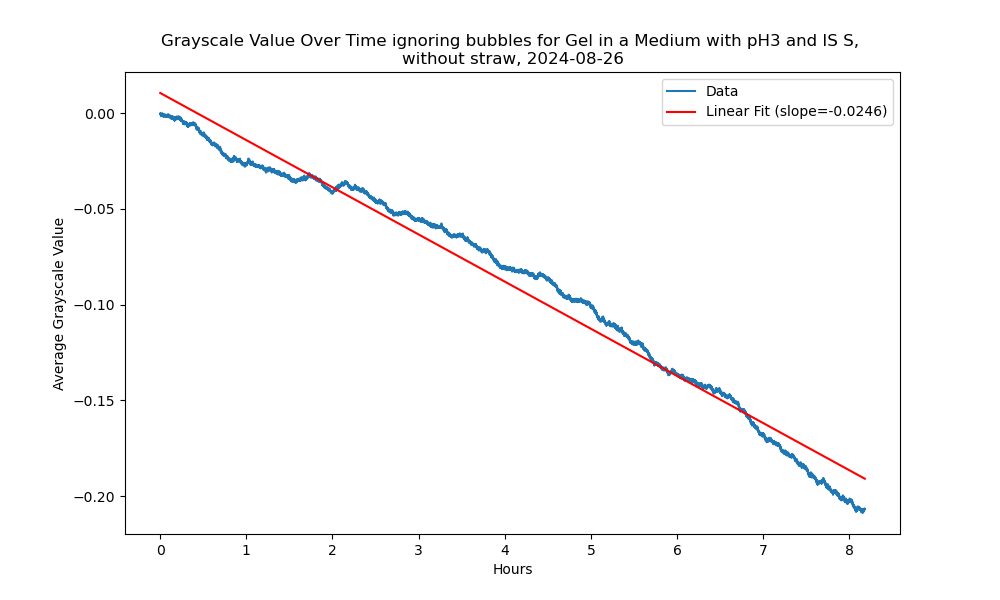 Grayscale Value Over Time ignoring bubbles for Gel in a Medium with pH3 and IS S,
without straw, 2024-08-26
Data
Linear Fit (slope=-0.0246)
Average Grayscale Value
0.00
−0.05
−0.10
−0.15
−0.20
0 1 2 3 4 5 6 7 8
Hours